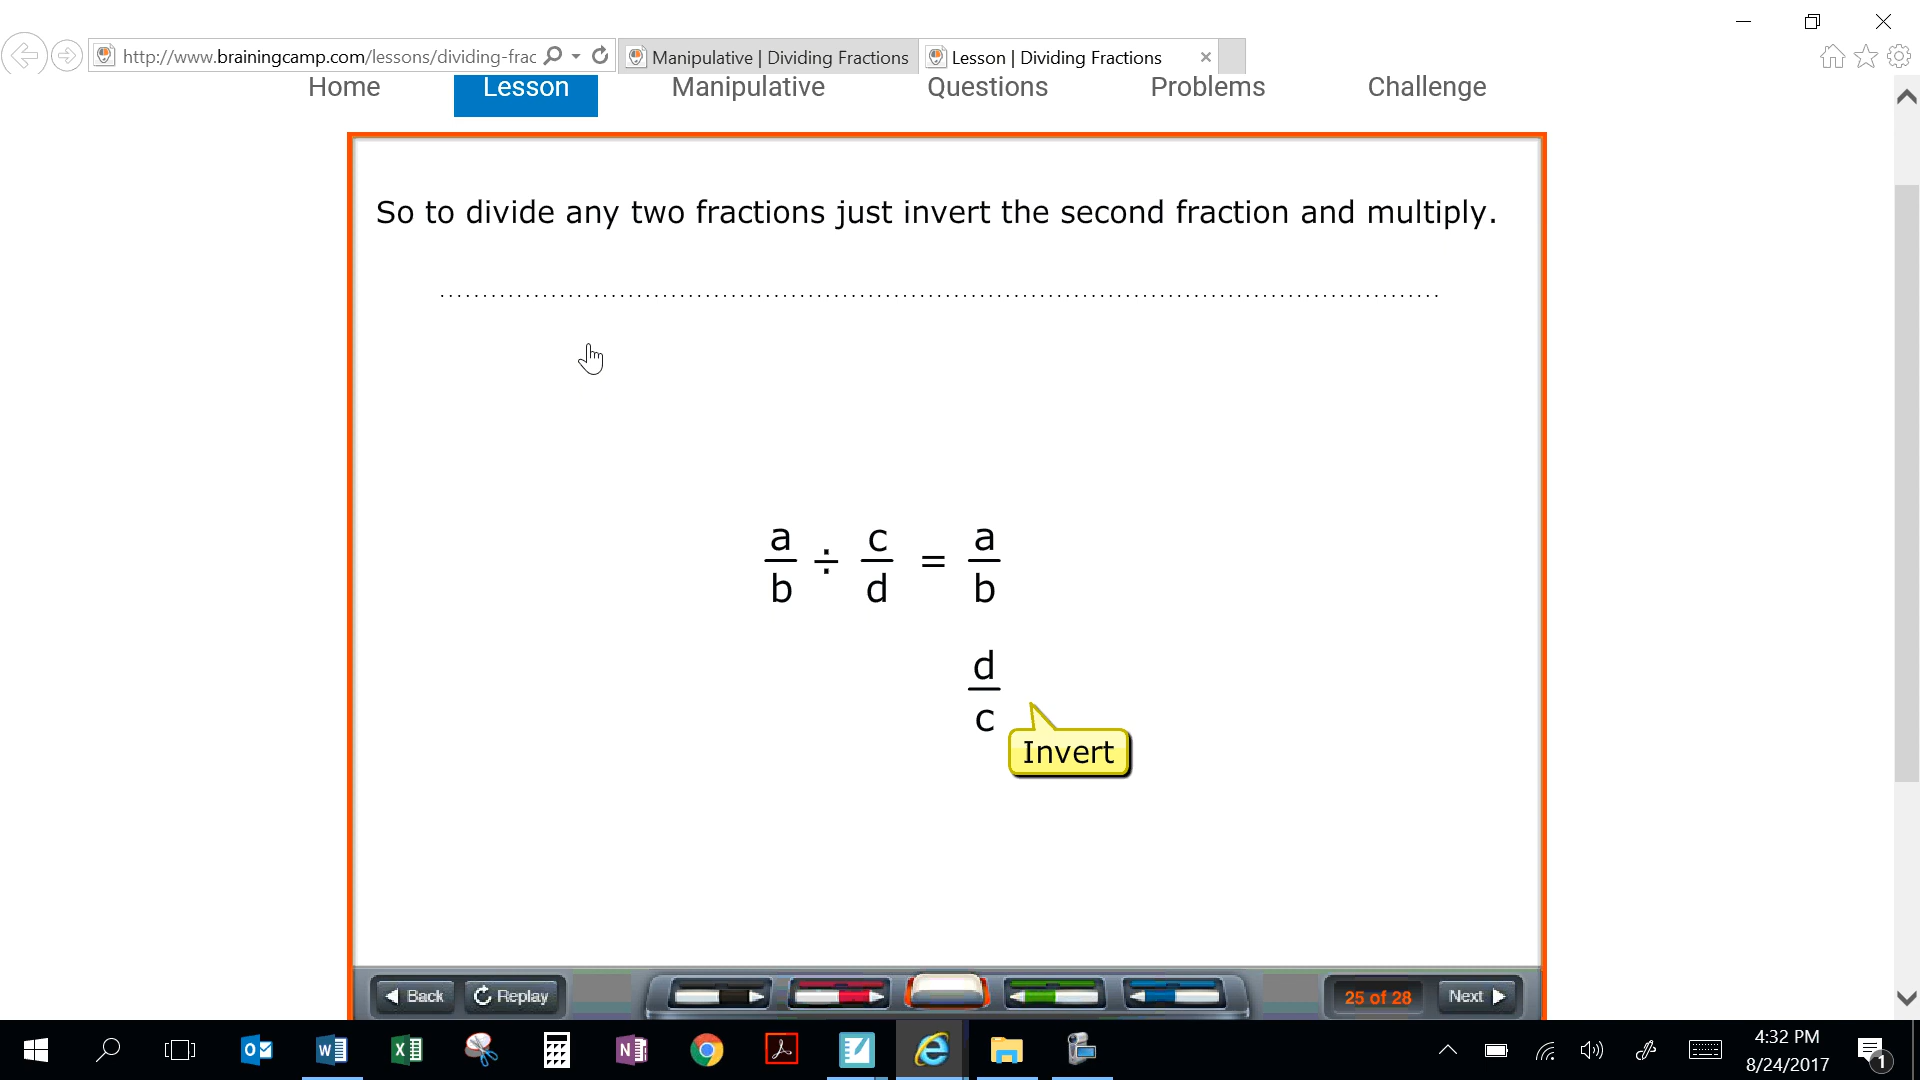 http://www.brainingcamp.com/lessons/dividing-frac
Manipulative | Dividing Fractions
Lesson | Dividing Fractions
Home
Lesson
Manipulative
Questions
Problems
Challenge
So to divide any two fractions just invert the second fraction and multiply.
a/b ÷ c/d = a/b
d/c
Invert
Back
Replay
25 of 28
Next
4:32 PM
8/24/2017
1